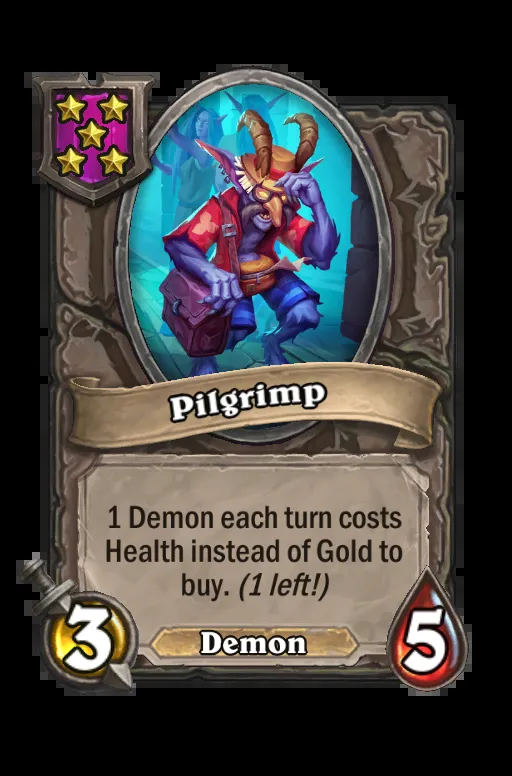 Pilgrimp
1 Demon each turn costs
Health instead of Gold to
buy. (1 left!)
3
Demon
5